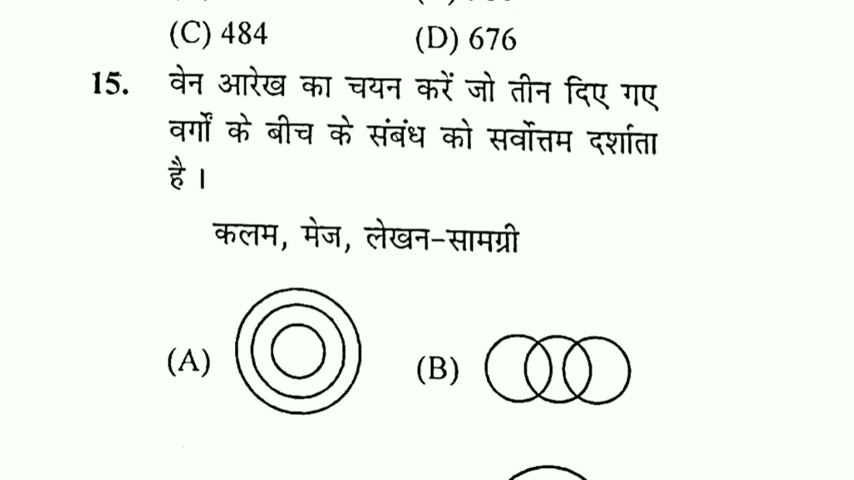 (C) 484 (D) 676
15. वेन आरेख का चयन करें जो तीन दिए गए
वर्गों के बीच के संबंध को सर्वोत्तम दर्शाता
है ।
कलम, मेज, लेखन-सामग्री
(A) (B)